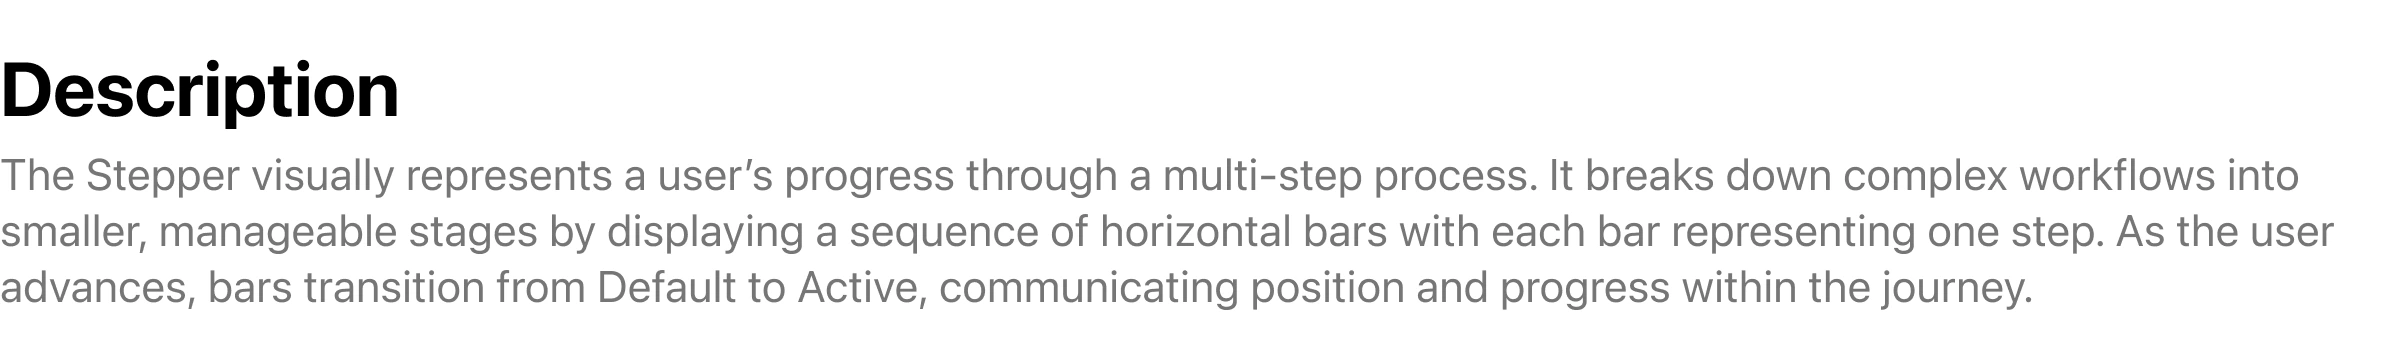 Description
The Stepper visually represents a user’s progress through a multi-step process. It breaks down complex workflows into
smaller, manageable stages by displaying a sequence of horizontal bars with each bar representing one step. As the user
advances, bars transition from Default to Active, communicating position and progress within the journey.